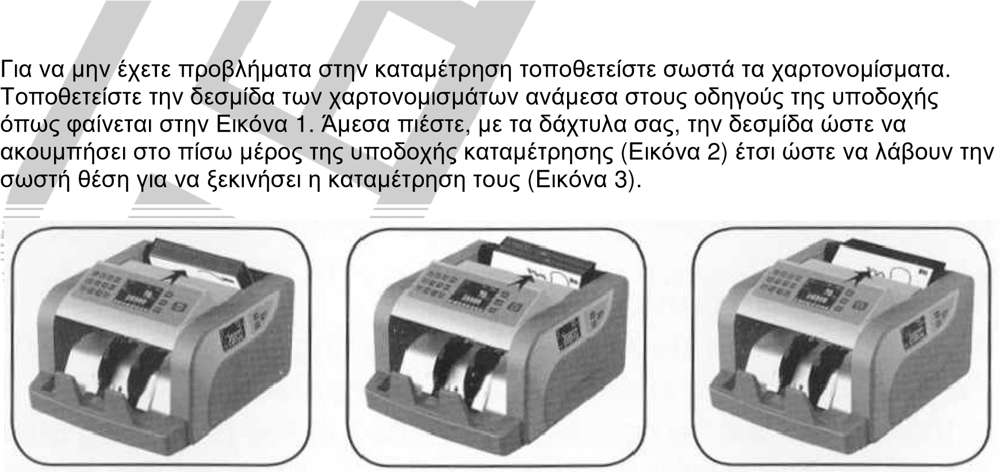 Για να μην έχετε προβλήματα στην καταμέτρηση τοποθετείστε σωστά τα χαρτονομίσματα.
Τοποθετείστε την δεσμίδα των χαρτονομισμάτων ανάμεσα στους οδηγούς της υποδοχής
όπως φαίνεται στην Εικόνα 1. Άμεσα πιέστε, με τα δάχτυλα σας, την δεσμίδα ώστε να
ακουμπήσει στο πίσω μέρος της υποδοχής καταμέτρησης (Εικόνα 2) έτσι ώστε να λάβουν την
σωστή θέση για να ξεκινήσει η καταμέτρηση τους (Εικόνα 3).